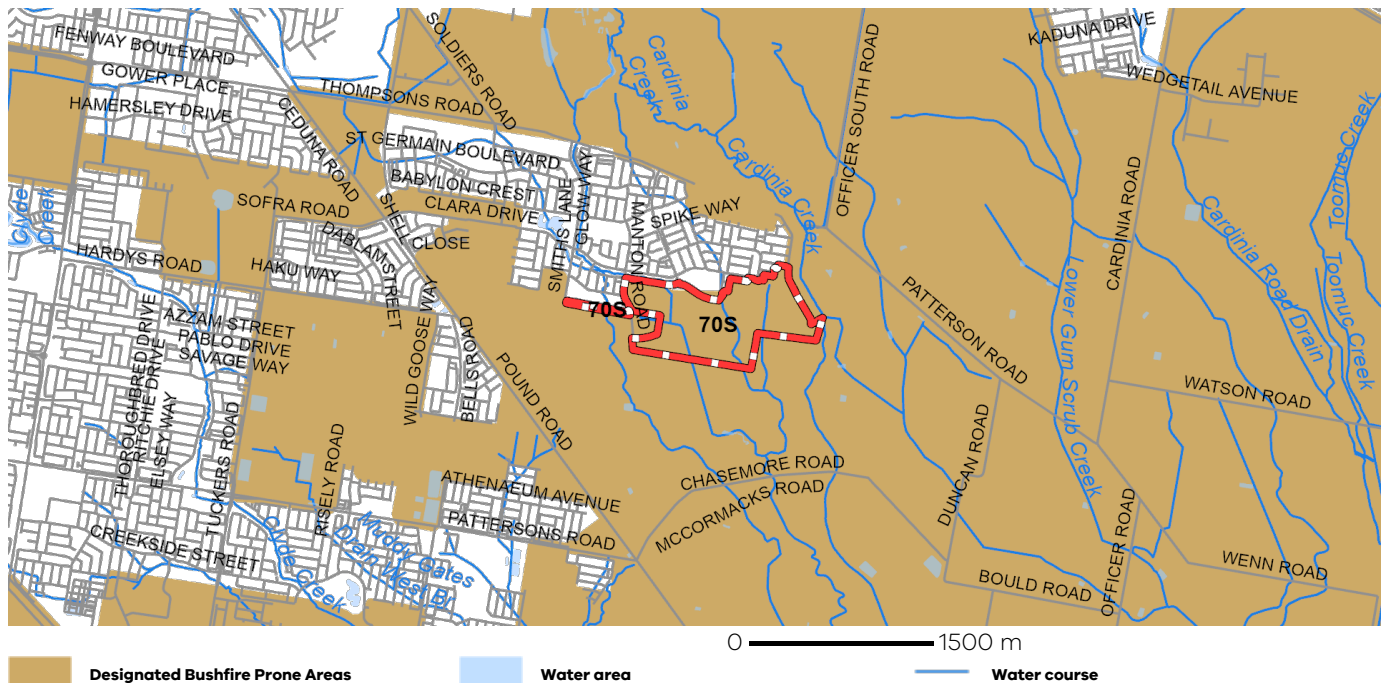 KADUNA DRIVE
FENWAY BOULEVARD
SOLDIERS ROAD
Cardinia
Creek
OFFICER SOUTH ROAD
WEDGETAIL AVENUE
GOWER PLACE
THOMPSONS ROAD
HAMERSLEY DRIVE
CEDUNA ROAD
ST GERMAIN BOULEVARD
Cardinia Creek
Toomuc Creek
BABYLON CREST
CLARA DRIVE
SMITHS LANE
GLOW WAY
MANTON ROAD
SPIKE WAY
CARDINIA ROAD
Clyde
Creek
SOFRA ROAD
SHELL
CLOSE
DABLAM STREET
HARDYS ROAD
HAKU WAY
Cardinia Road Drain
Toomuc Creek
Lower Gum Scrub Creek
PATTERSON ROAD
70S
70S
AZZAM STREET
PABLO DRIVE
SAVAGE WAY
WILD GOOSE WAY
BELLS ROAD
POUND ROAD
THOROUGHBRED DRIVE
RITCHIE DRIVE
ELSEY WAY
TUCKERS ROAD
WATSON ROAD
DUNCAN ROAD
RISELY ROAD
ATHENAEUM AVENUE
CHASEMORE ROAD
MCCORMACKS ROAD
PATTERSONS ROAD
CREEKSIDE STREET
Clyde Creek
Muddy Gates
Drain West Br
OFFICER ROAD
WENN ROAD
BOULD ROAD
0 1500 m
Designated Bushfire Prone Areas
Water area
Water course